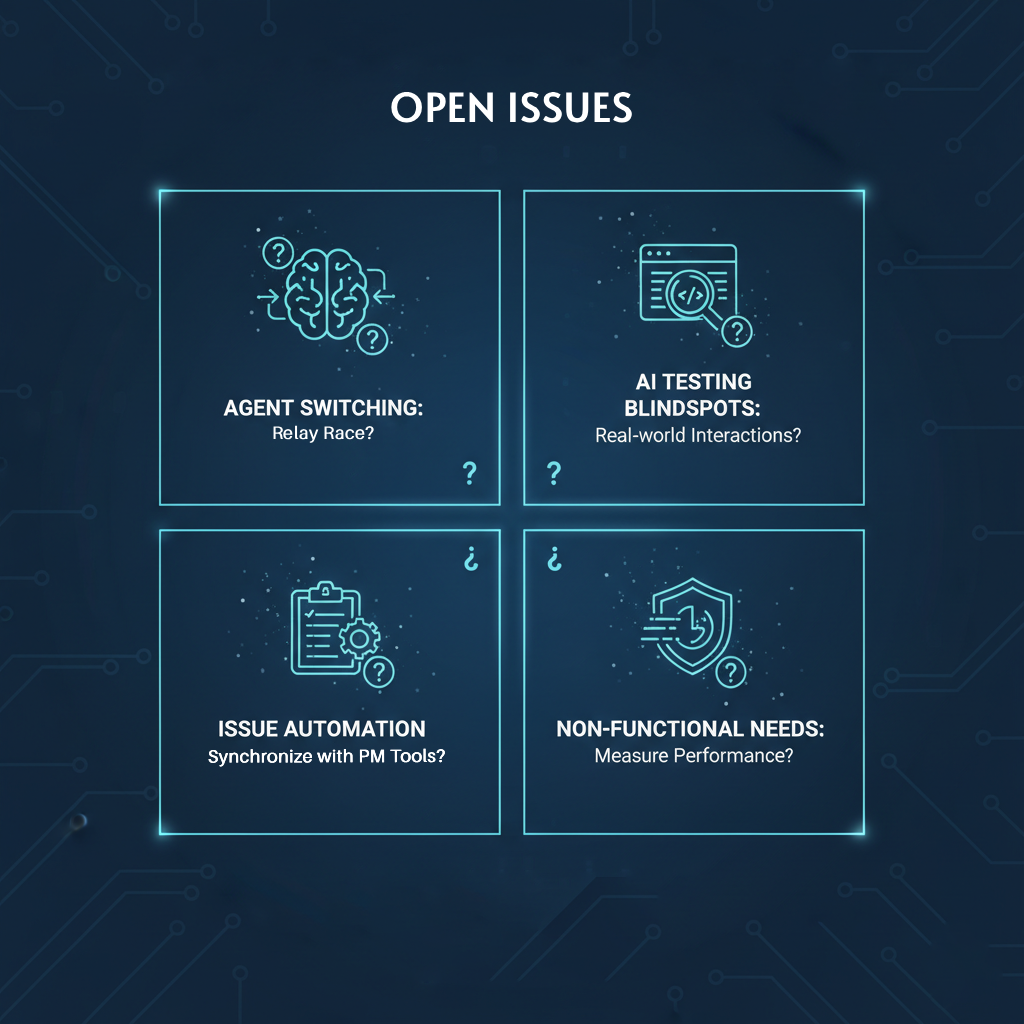 OPEN ISSUES
?
?
AGENT SWITCHING:
Relay Race?
?
</>
?
AI TESTING
BLINDSPOTS:
Real-world Interactions?
?
¿
?
ISSUE AUTOMATION
Synchronize with PM Tools?
¿
?
NON-FUNCTIONAL NEEDS:
Measure Performance?